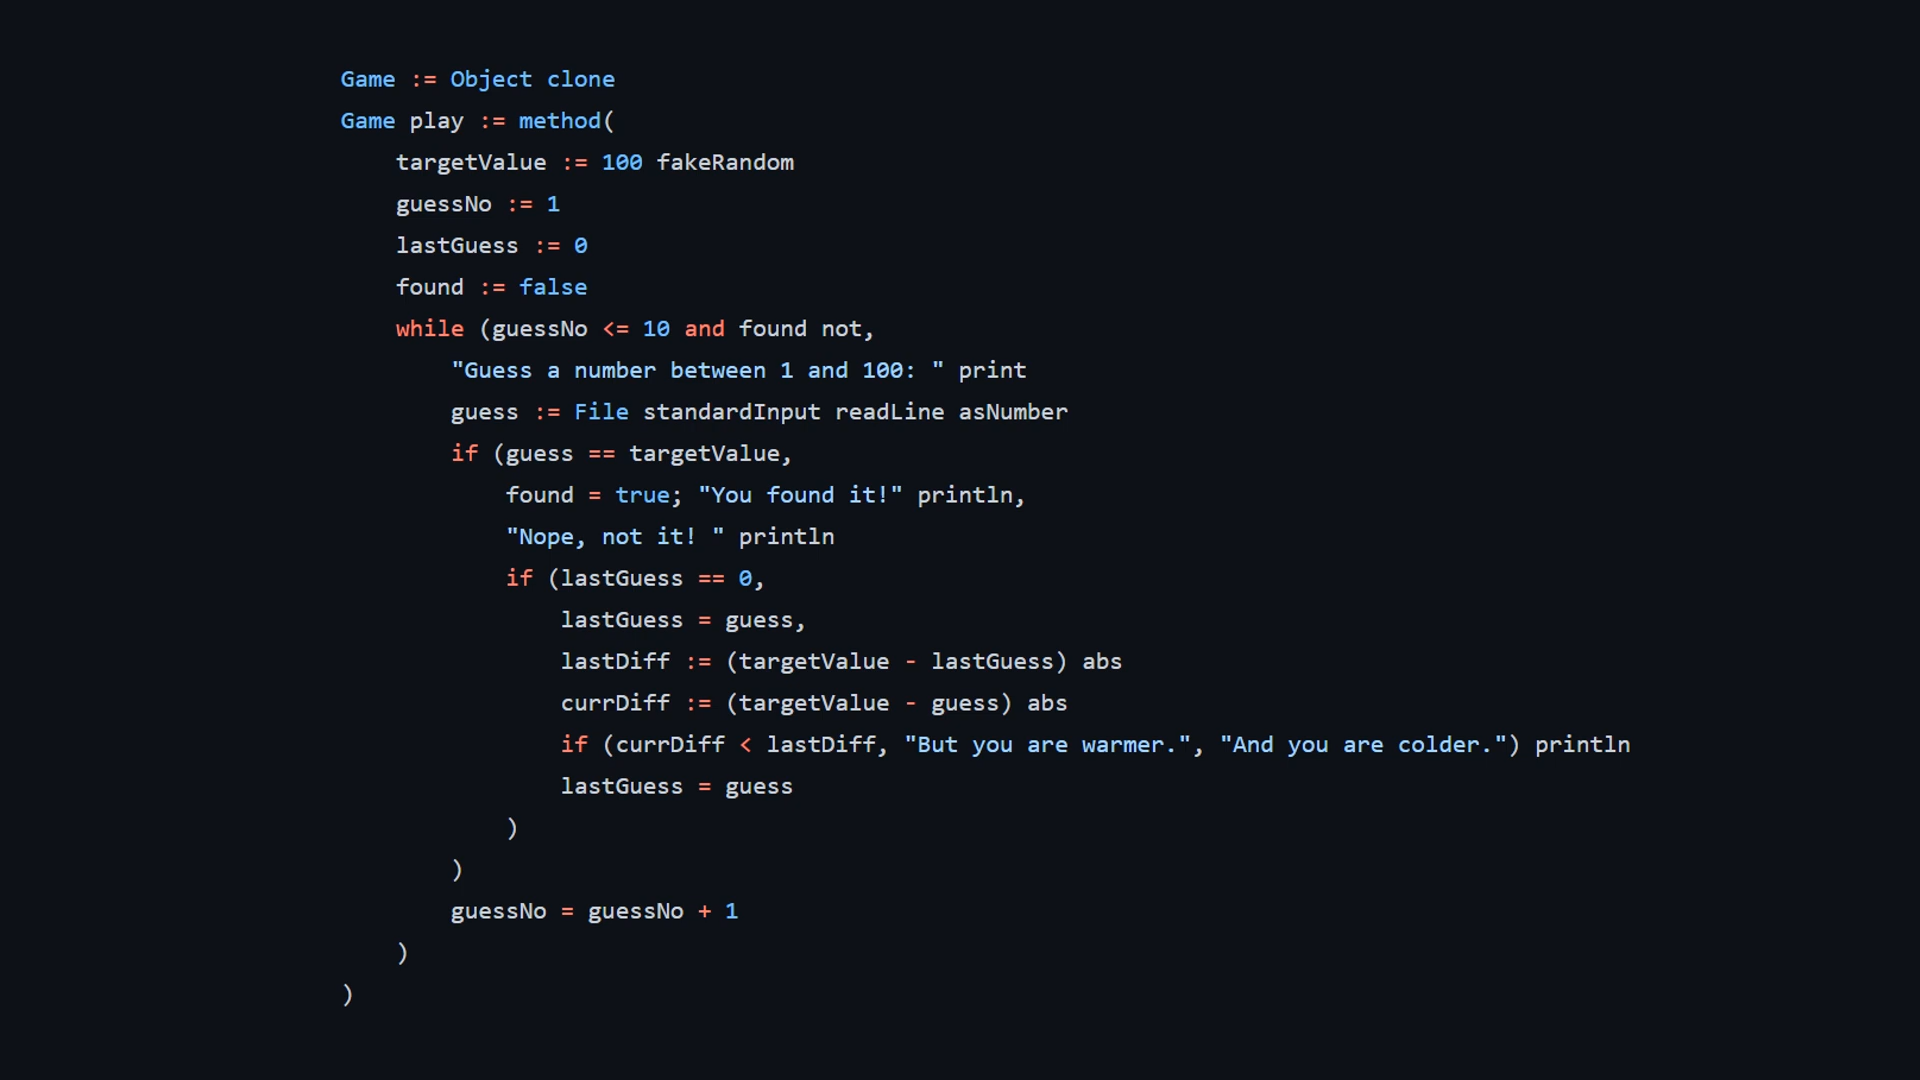 Game := Object clone
Game play := method(
    targetValue := 100 fakeRandom
    guessNo := 1
    lastGuess := 0
    found := false
    while (guessNo <= 10 and found not,
        "Guess a number between 1 and 100: " print
        guess := File standardInput readLine asNumber
        if (guess == targetValue,
            found = true; "You found it!" println,
            "Nope, not it! " println
            if (lastGuess == 0,
                lastGuess = guess,
                lastDiff := (targetValue - lastGuess) abs
                currDiff := (targetValue - guess) abs
                if (currDiff < lastDiff, "But you are warmer.", "And you are colder.") println
                lastGuess = guess
            )
        )
        guessNo = guessNo + 1
    )
)